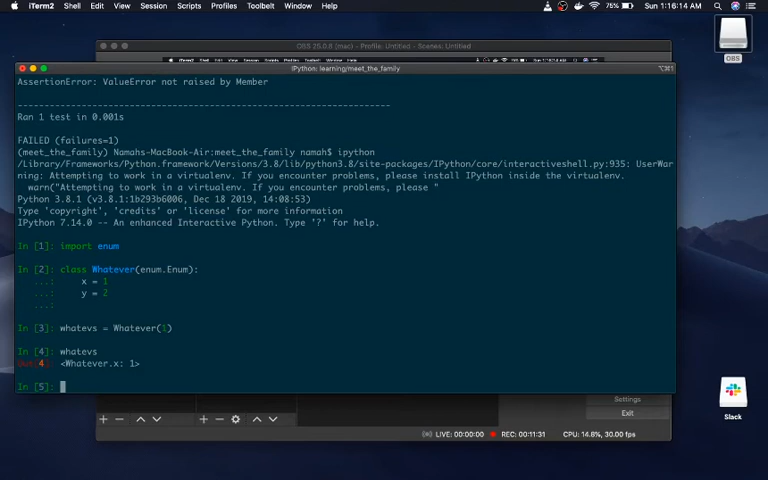 iTerm2 Shell Edit View Session Scripts Profiles Toolbelt Window Help 75% Sun 1:16:14 AM
OBS 25.0.8 (mac) - Profile: Untitled - Scenes: Untitled
OBS
IPython: learning/meet_the_family
AssertionError: ValueError not raised by Member
----------------------------------------------------------------------
Ran 1 test in 0.001s
FAILED (failures=1)
(meet_the_family) Namahs-MacBook-Air:meet_the_family namah$ ipython
/Library/Frameworks/Python.framework/Versions/3.8/lib/python3.8/site-packages/IPython/core/interactiveshell.py:935: UserWar
ning: Attempting to work in a virtualenv. If you encounter problems, please install IPython inside the virtualenv.
warn("Attempting to work in a virtualenv. If you encounter problems, please "
Python 3.8.1 (v3.8.1:1b293b6006, Dec 18 2019, 14:08:53)
Type 'copyright', 'credits' or 'license' for more information
IPython 7.14.0 -- An enhanced Interactive Python. Type '?' for help.
In [1]: import enum
In [2]: class Whatever(enum.Enum):
...: x = 1
...: y = 2
...:
In [3]: whatevs = Whatever(1)
In [4]: whatevs
Out[4]: <Whatever.x: 1>
In [5]:
Settings
Exit
Slack
LIVE: 00:00:00 REC: 00:11:31 CPU: 14.6%, 30.00 fps